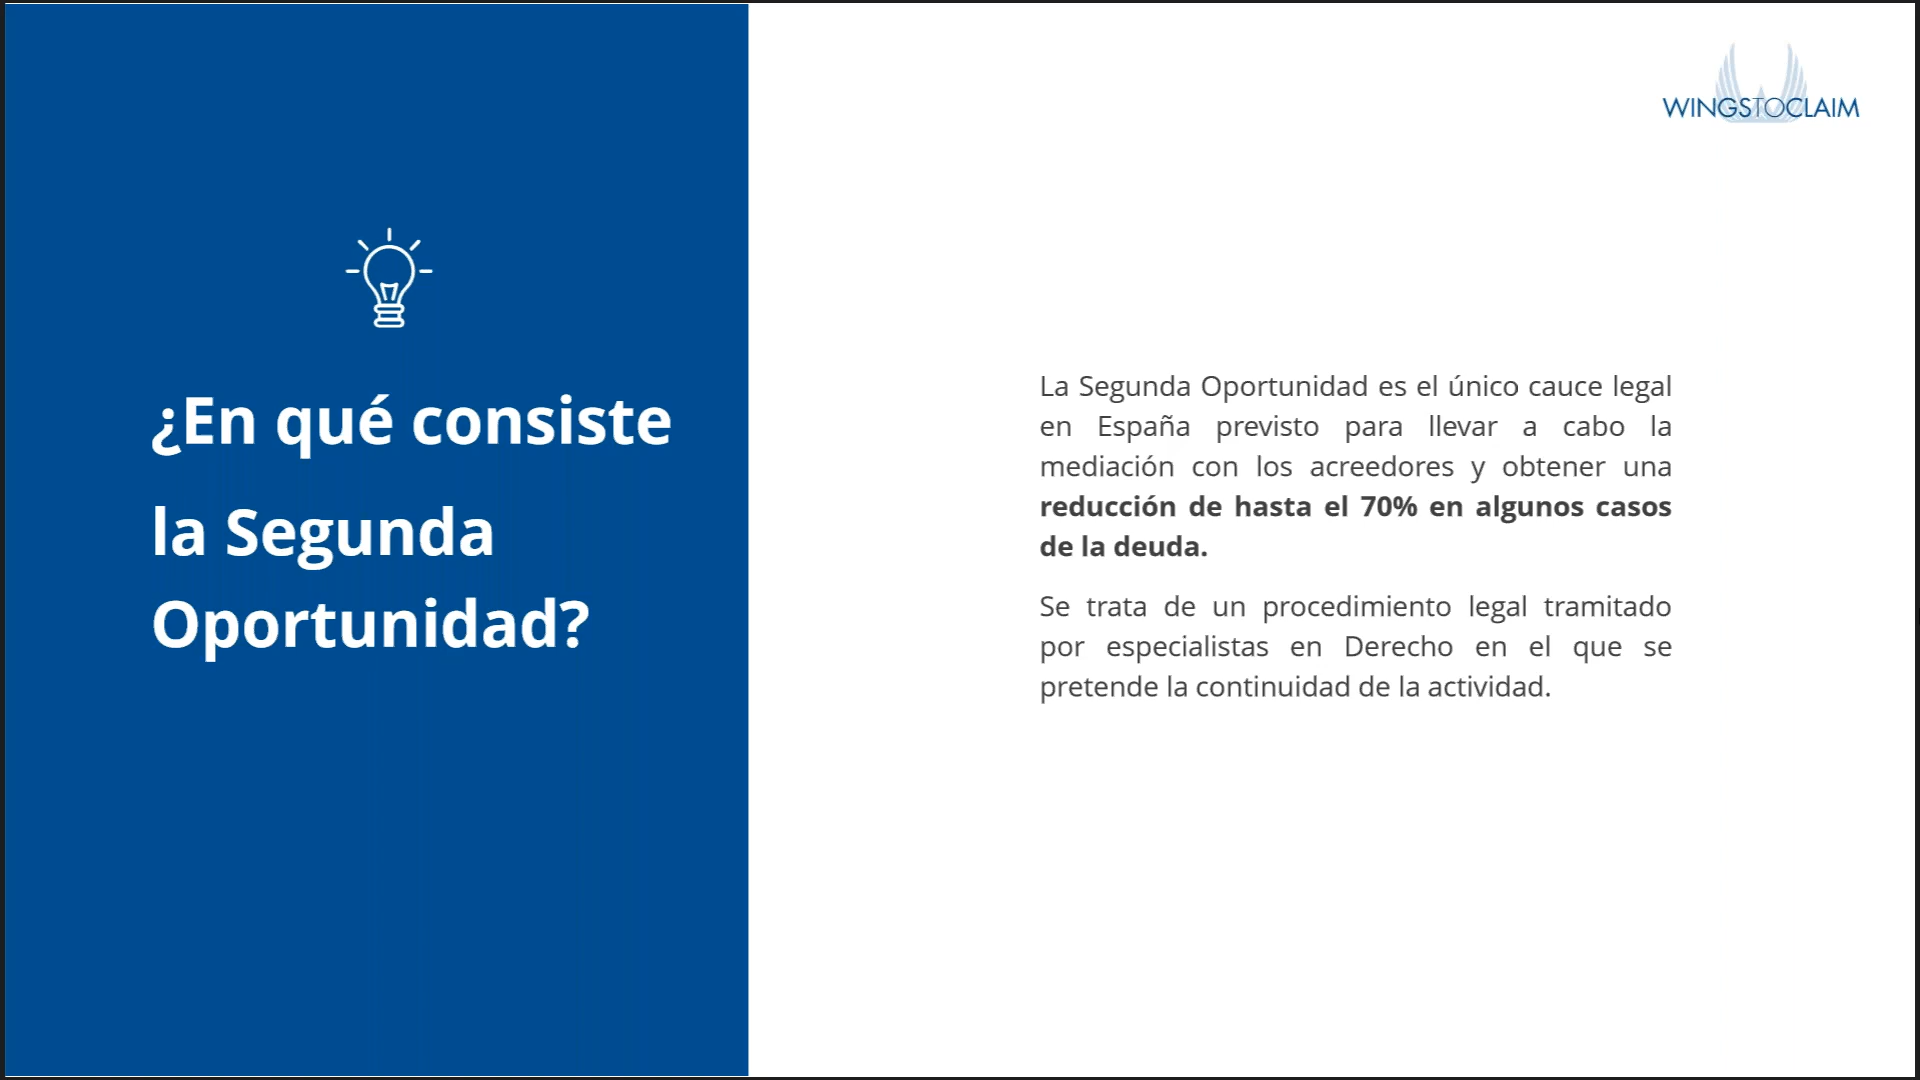 WINGSTOCLAIM
¿En qué consiste
la Segunda
Oportunidad?
La Segunda Oportunidad es el único cauce legal
en España previsto para llevar a cabo la
mediación con los acreedores y obtener una
reducción de hasta el 70% en algunos casos
de la deuda.
Se trata de un procedimiento legal tramitado
por especialistas en Derecho en el que se
pretende la continuidad de la actividad.